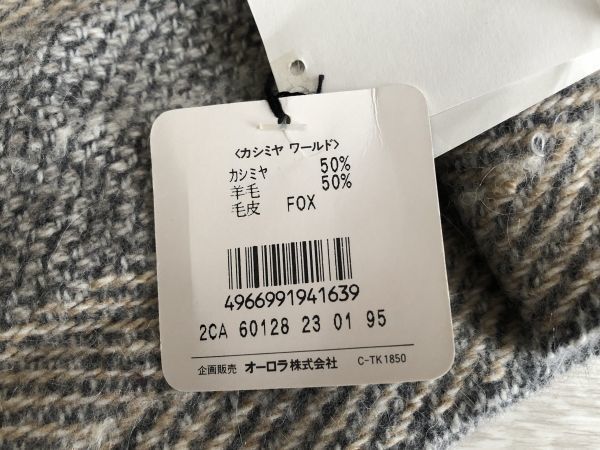 〈カシミヤ ワールド〉
カシミヤ 50%
羊毛 50%
毛皮 FOX
4966991941639
2CA 60128 23 01 95
企画販売 オーロラ株式会社 C-TK1850